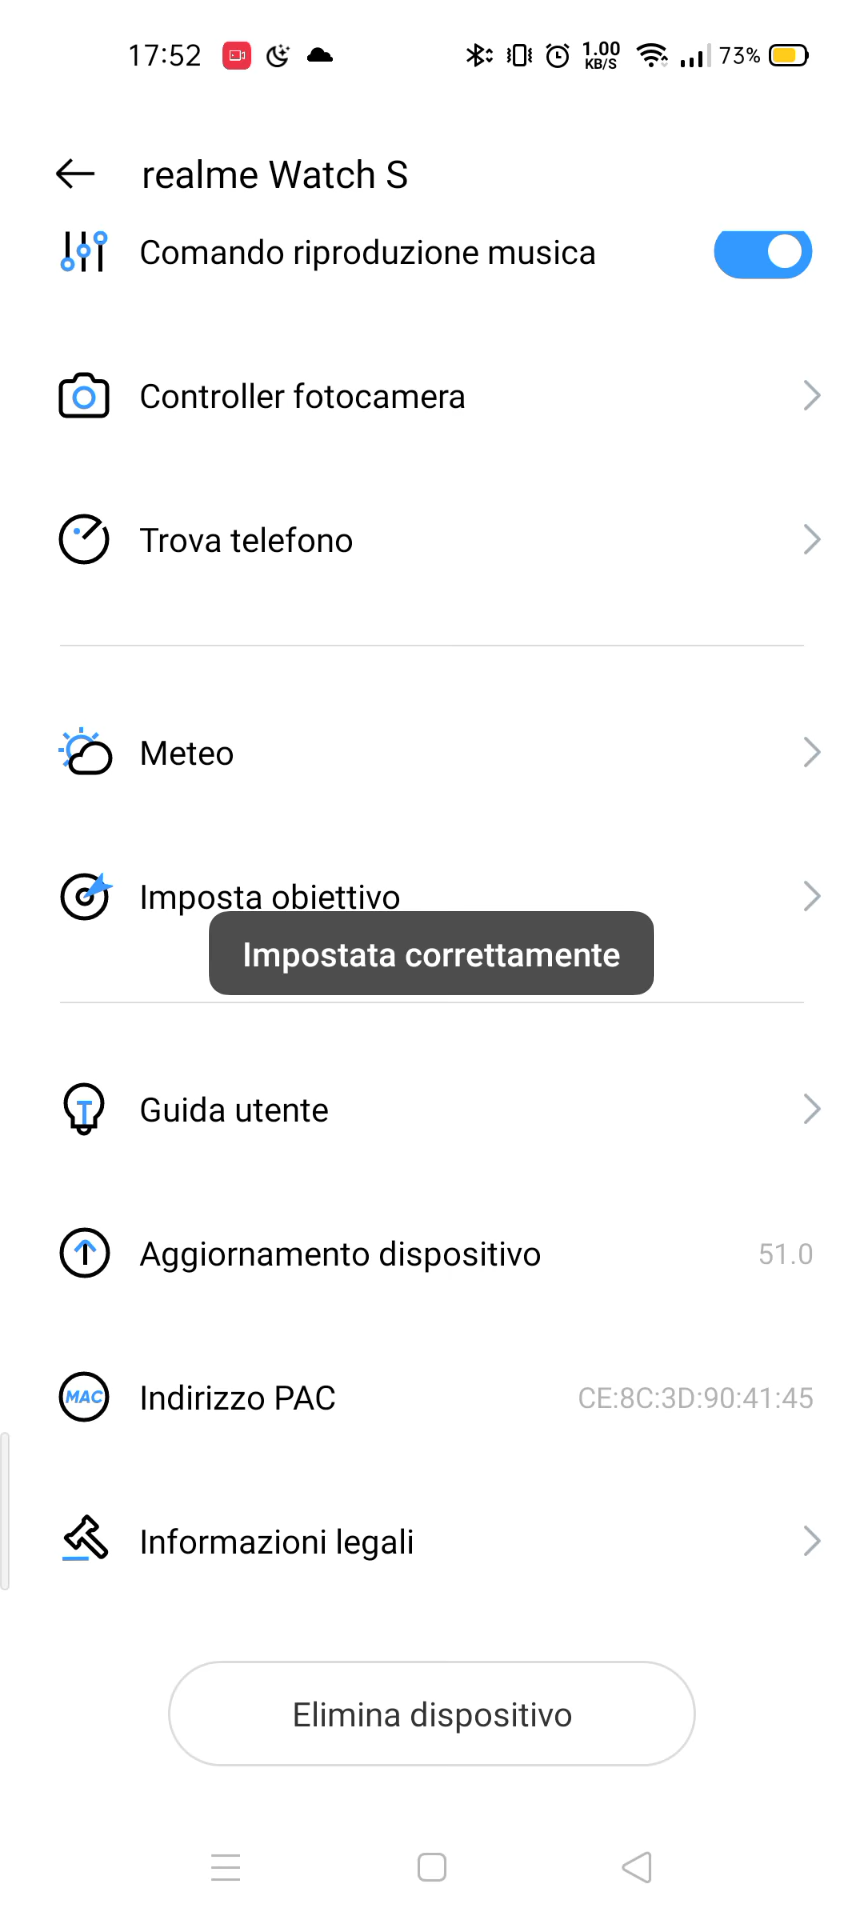 17:52 1.00 KB/S 73%
realme Watch S
Comando riproduzione musica
Controller fotocamera
Trova telefono
Meteo
Imposta obiettivo
Impostata correttamente
Guida utente
Aggiornamento dispositivo 51.0
MAC Indirizzo PAC CE:8C:3D:90:41:45
Informazioni legali
Elimina dispositivo